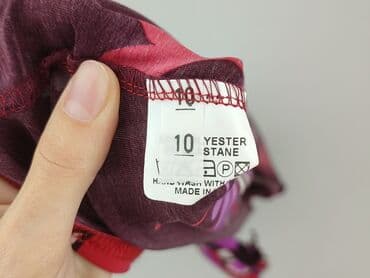 10
10
YESTER
STANE
P
HAND WASH WITH
MADE IN